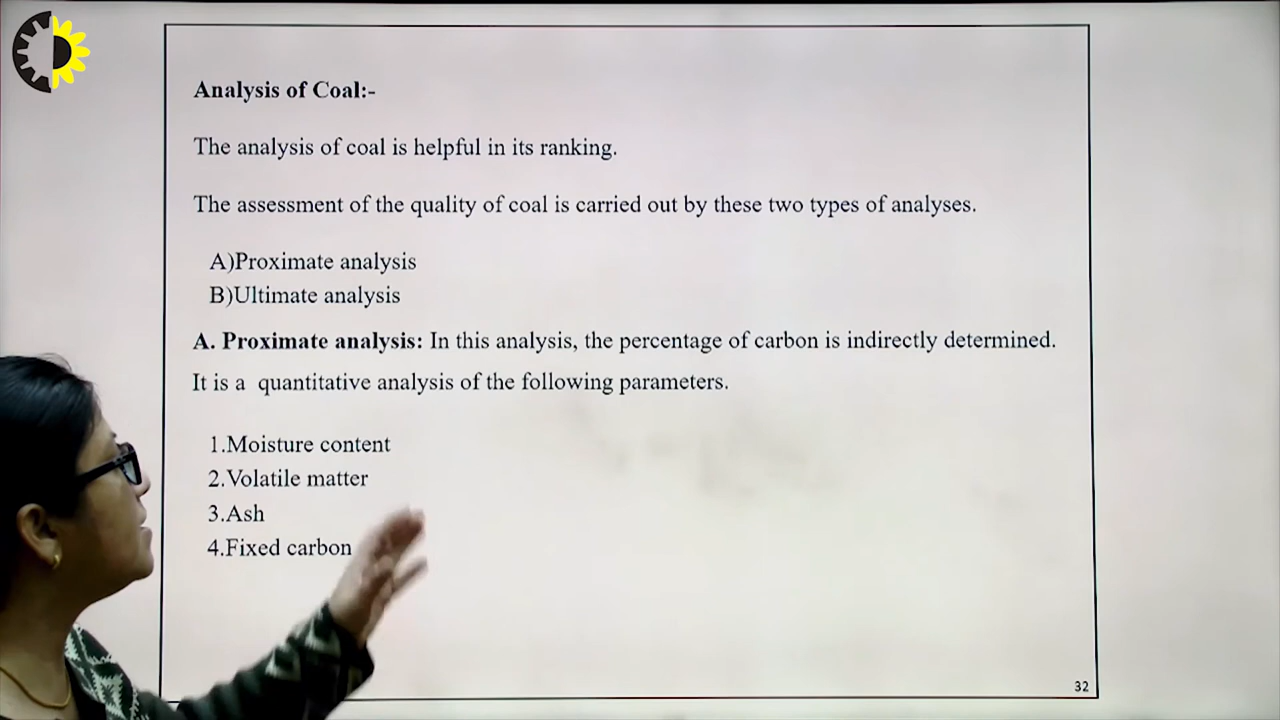 Analysis of Coal:-
The analysis of coal is helpful in its ranking.
The assessment of the quality of coal is carried out by these two types of analyses.
A)Proximate analysis
B)Ultimate analysis
A. Proximate analysis: In this analysis, the percentage of carbon is indirectly determined.
It is a quantitative analysis of the following parameters.
1.Moisture content
2.Volatile matter
3.Ash
4.Fixed carbon
32